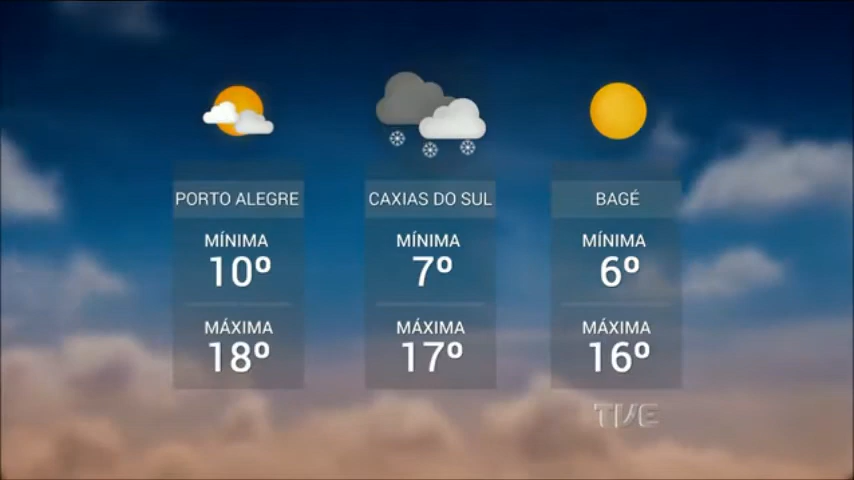 PORTO ALEGRE
MÍNIMA
10º
MÁXIMA
18º
CAXIAS DO SUL
MÍNIMA
7º
MÁXIMA
17º
BAGÉ
MÍNIMA
6º
MÁXIMA
16º
TVE